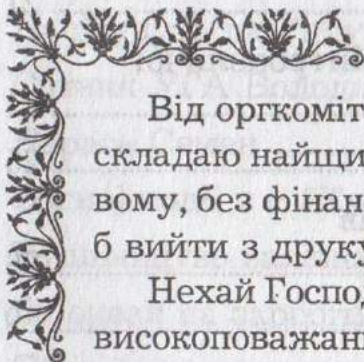 Від оргкоміт
складаю найщи
вому, без фінан
б вийти з друку
Нехай Госпо
високоповажан